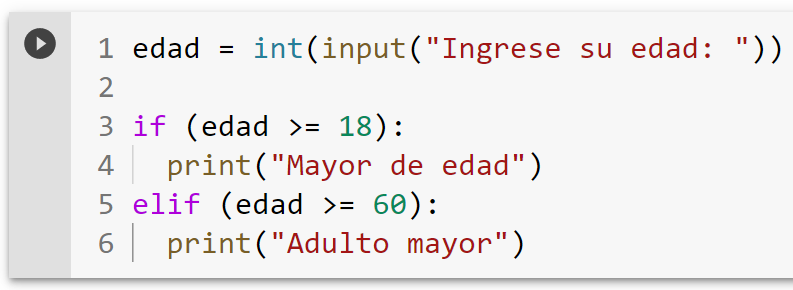 1 edad = int(input("Ingrese su edad: "))
2
3 if (edad >= 18):
4   print("Mayor de edad")
5 elif (edad >= 60):
6   print("Adulto mayor")